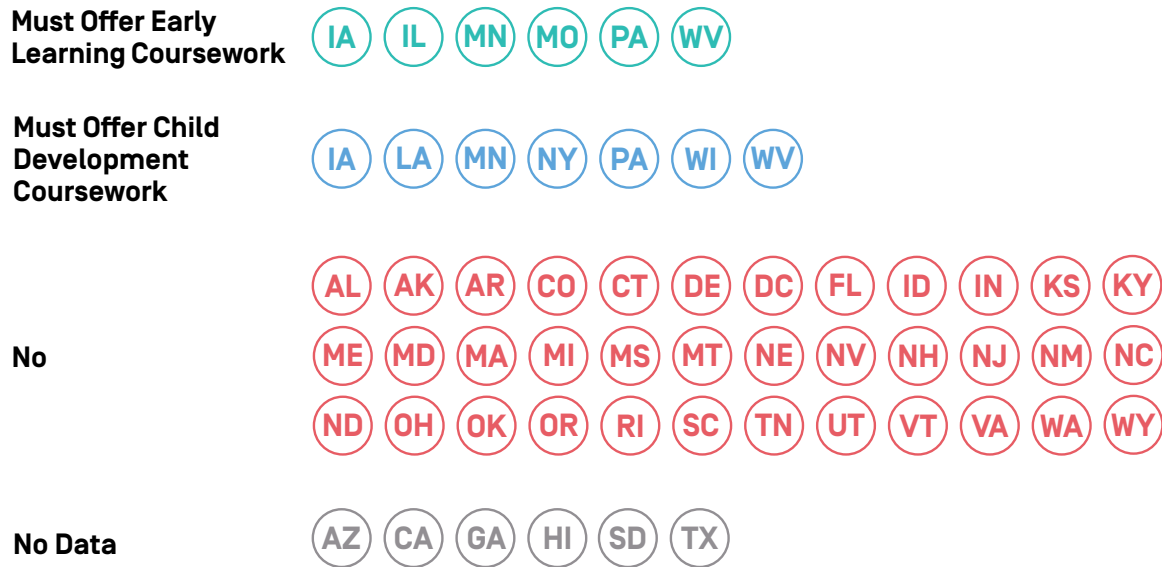 Must Offer Early
Learning Coursework
IA IL MN MO PA WV
Must Offer Child
Development
Coursework
IA LA MN NY PA WI WV
No
AL AK AR CO CT DE DC FL ID IN KS KY
ME MD MA MI MS MT NE NV NH NJ NM NC
ND OH OK OR RI SC TN UT VT VA WA WY
No Data
AZ CA GA HI SD TX